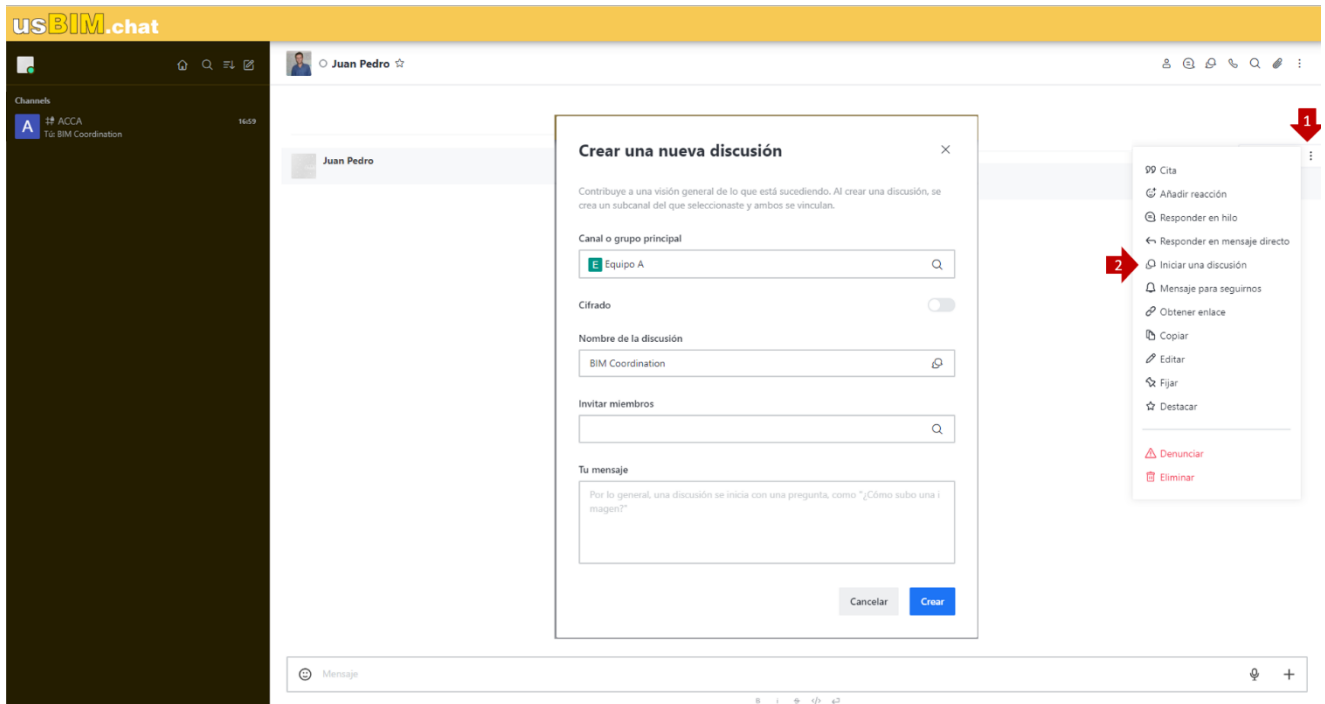 usBIM.chat
Juan Pedro
Channels
A
ACCA
16:59
Tú: BIM Coordination
1
Juan Pedro
Crear una nueva discusión
Contribuye a una visión general de lo que está sucediendo. Al crear una discusión, se
crea un subcanal del que seleccionaste y ambos se vinculan.
Canal o grupo principal
E Equipo A
Cifrado
Nombre de la discusión
BIM Coordination
Invitar miembros
Tu mensaje
Por lo general, una discusión se inicia con una pregunta, como "¿Cómo subo una i
magen?"
Cancelar
Crear
Cita
Añadir reacción
Responder en hilo
Responder en mensaje directo
2
Iniciar una discusión
Mensaje para seguirnos
Obtener enlace
Copiar
Editar
Fijar
Destacar
Denunciar
Eliminar
Mensaje
B i S </>